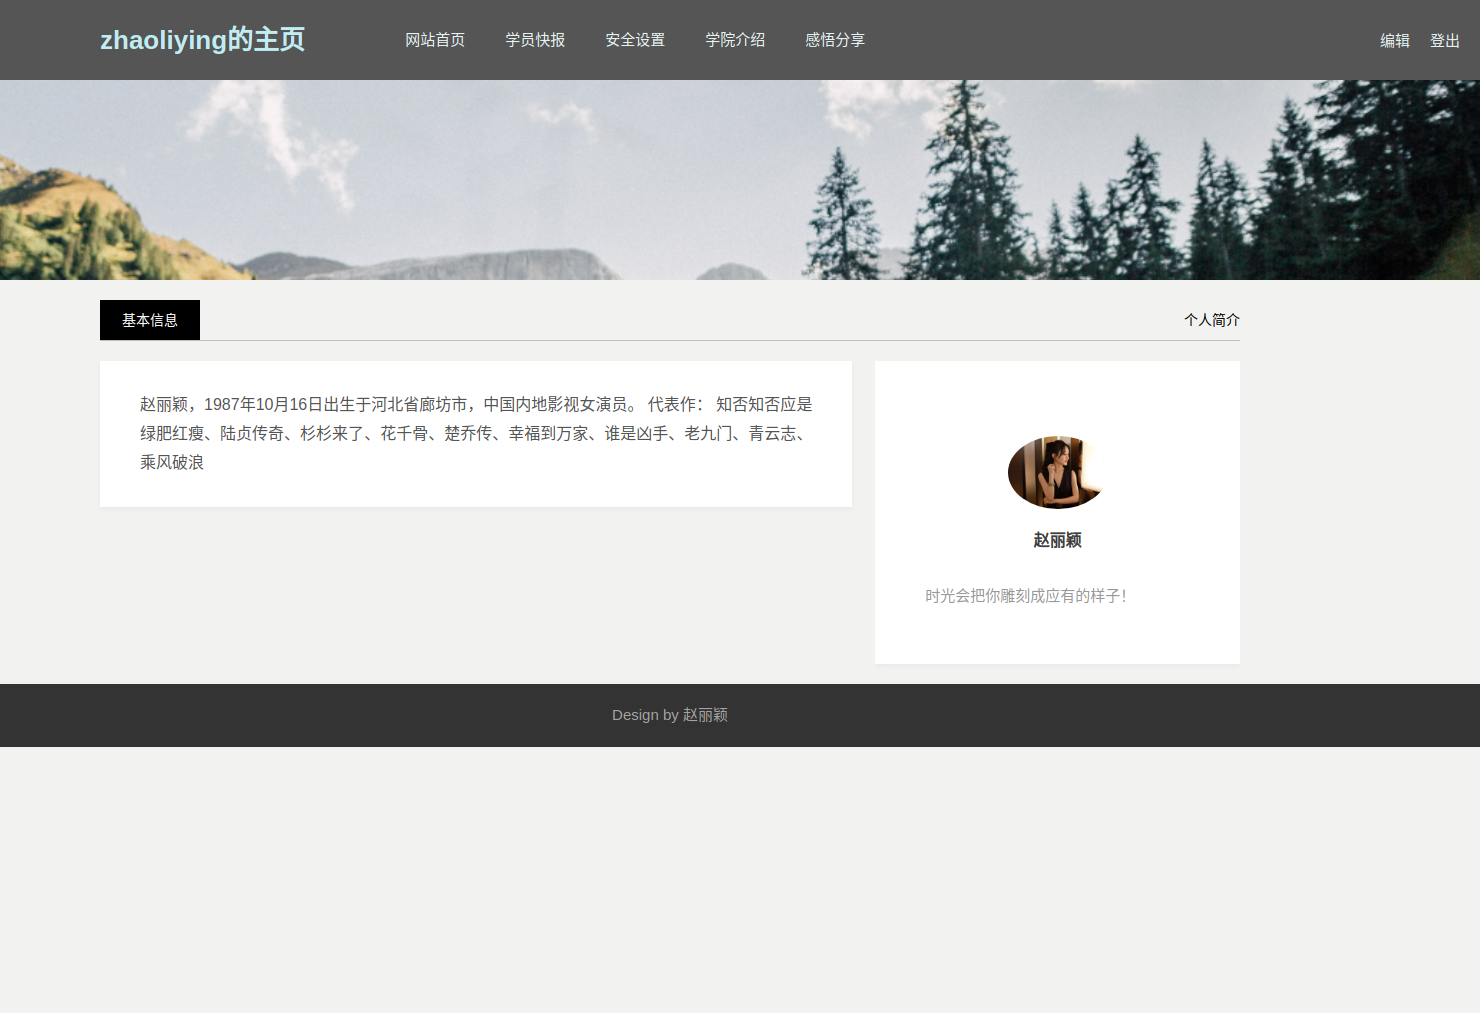 zhaoliying的主页
网站首页 学员快报 安全设置 学院介绍 感悟分享
编辑 登出
基本信息
个人简介
赵丽颖，1987年10月16日出生于河北省廊坊市，中国内地影视女演员。 代表作： 知否知否应是
绿肥红瘦、陆贞传奇、杉杉来了、花千骨、楚乔传、幸福到万家、谁是凶手、老九门、青云志、
乘风破浪
赵丽颖
时光会把你雕刻成应有的样子！
Design by 赵丽颖